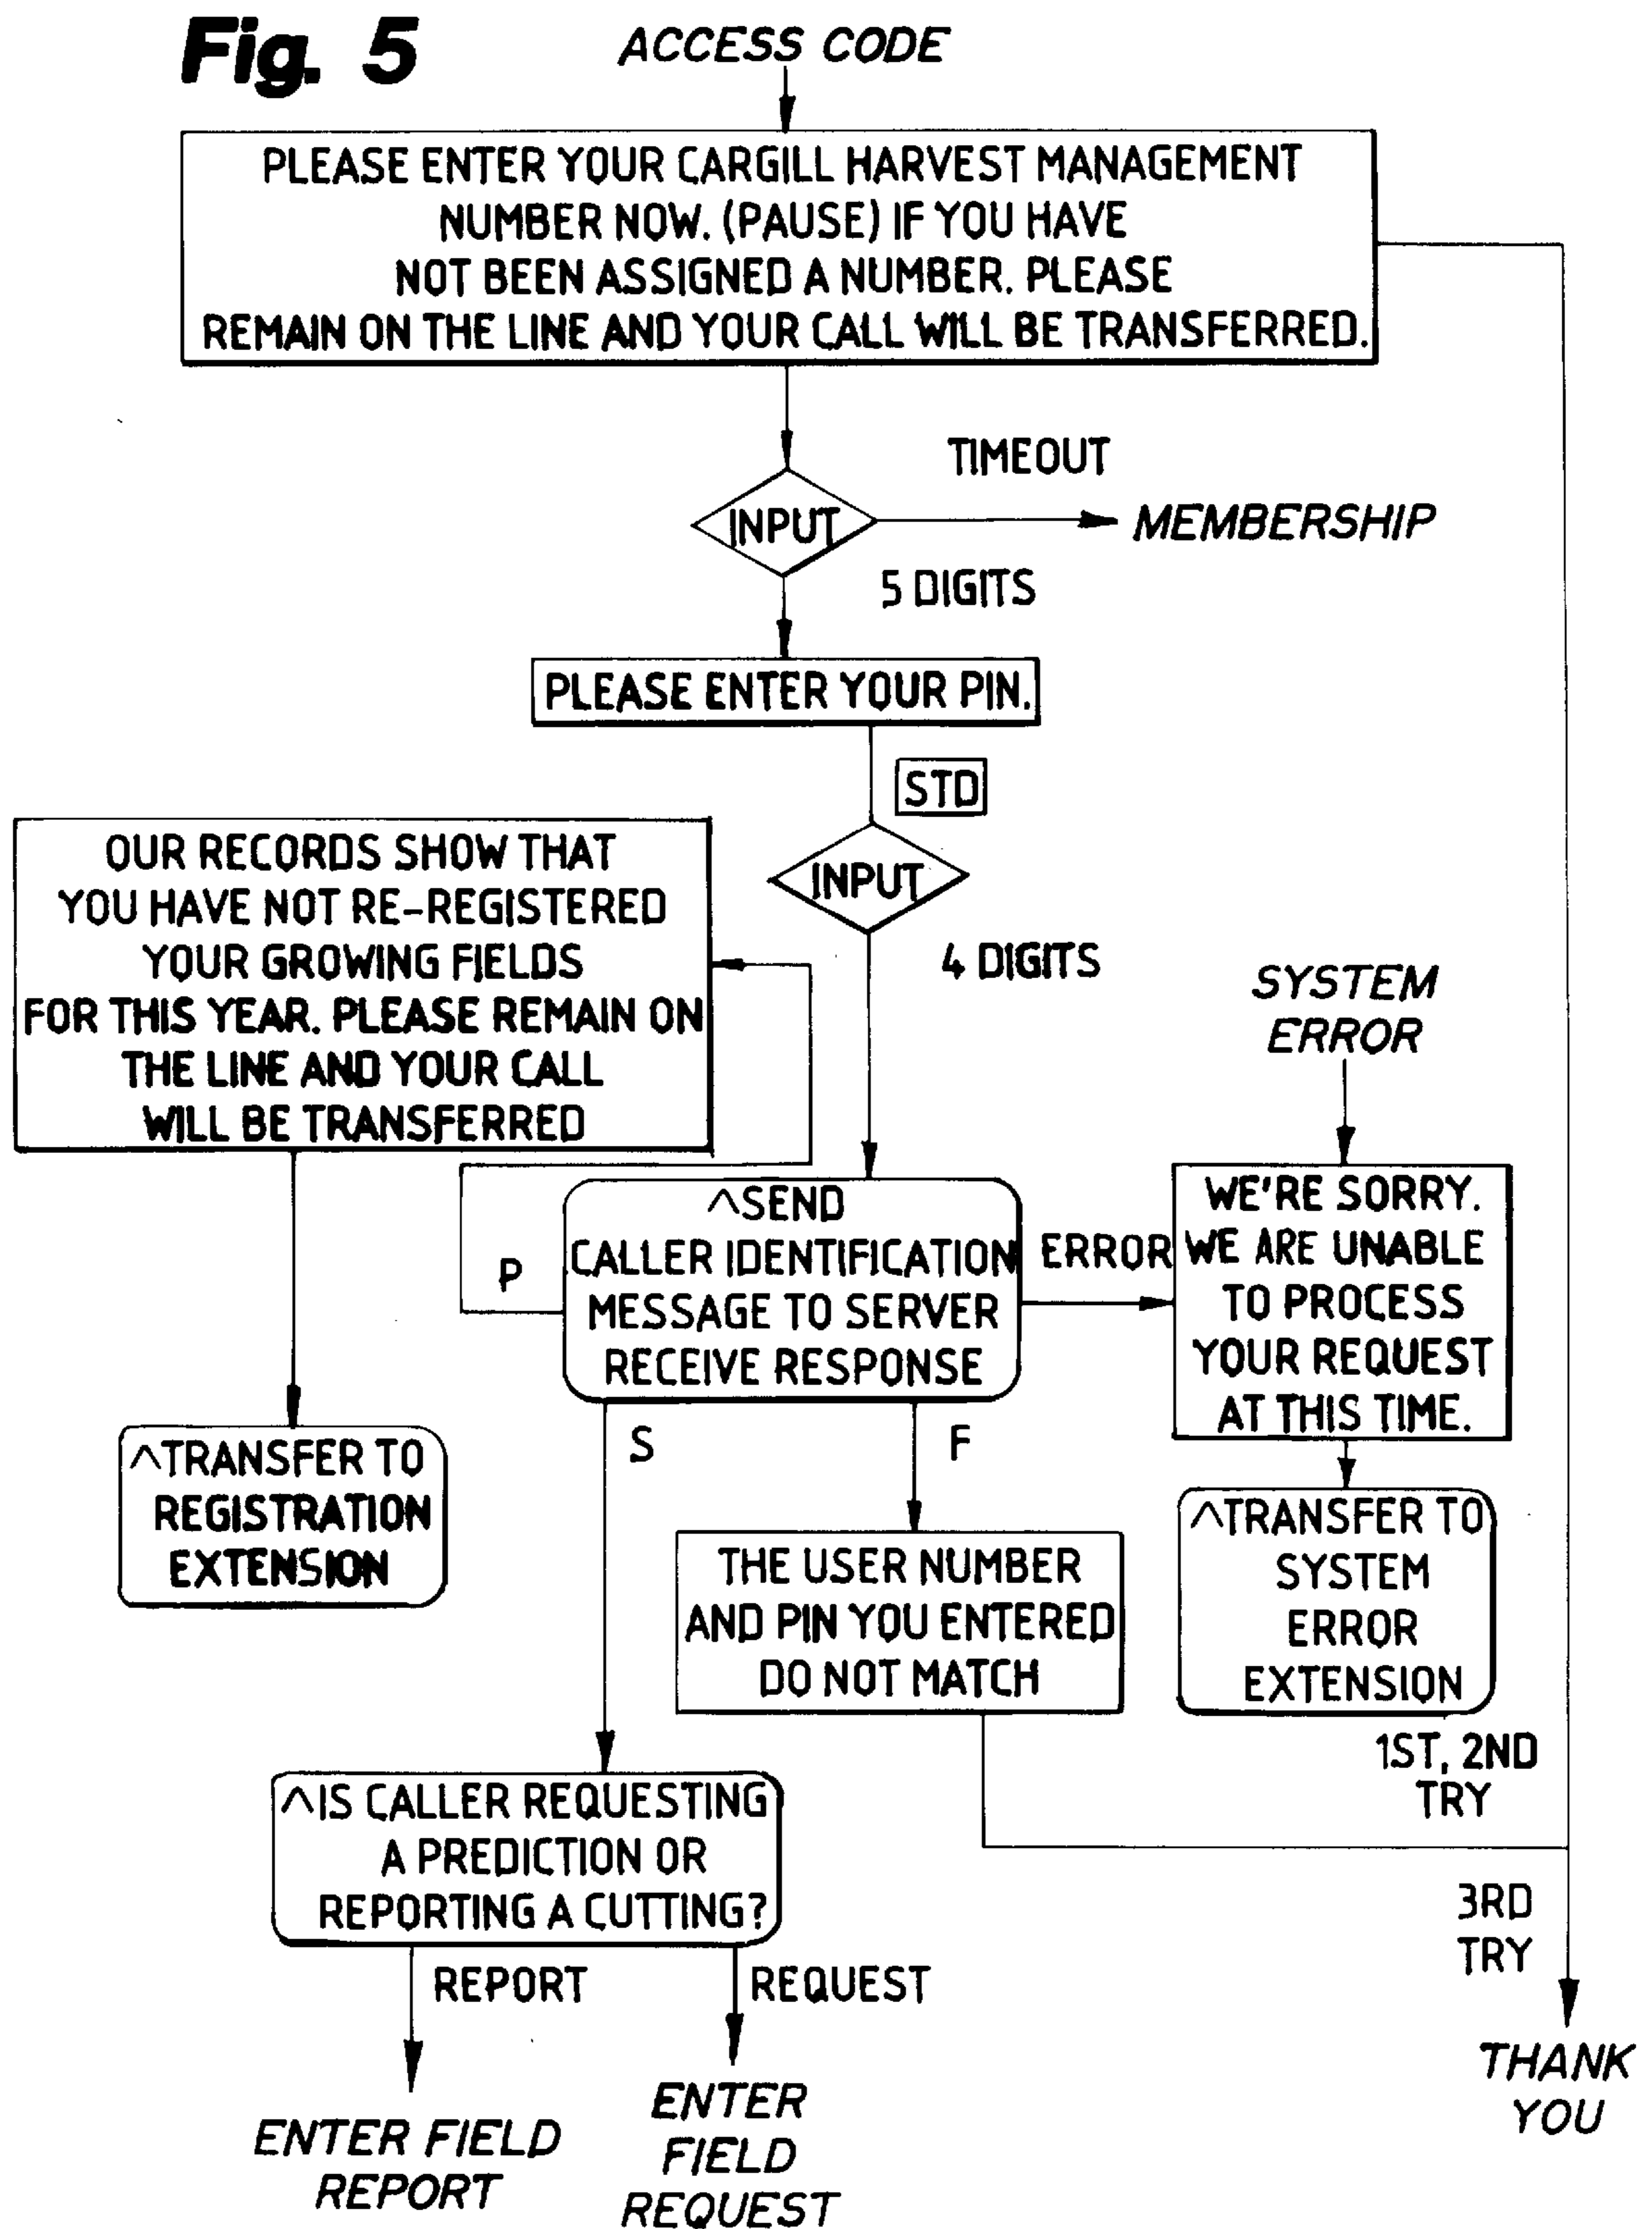 Fig. 5
ACCESS CODE
PLEASE ENTER YOUR CARGILL HARVEST MANAGEMENT
NUMBER NOW. (PAUSE) IF YOU HAVE
NOT BEEN ASSIGNED A NUMBER. PLEASE
REMAIN ON THE LINE AND YOUR CALL WILL BE TRANSFERRED.
TIMEOUT
INPUT
MEMBERSHIP
5 DIGITS
PLEASE ENTER YOUR PIN.
STD
INPUT
4 DIGITS
OUR RECORDS SHOW THAT
YOU HAVE NOT RE-REGISTERED
YOUR GROWING FIELDS
FOR THIS YEAR. PLEASE REMAIN ON
THE LINE AND YOUR CALL
WILL BE TRANSFERRED
SYSTEM
ERROR
P
^SEND
CALLER IDENTIFICATION
MESSAGE TO SERVER
RECEIVE RESPONSE
ERROR
WE'RE SORRY.
WE ARE UNABLE
TO PROCESS
YOUR REQUEST
AT THIS TIME.
^TRANSFER TO
REGISTRATION
EXTENSION
S
F
THE USER NUMBER
AND PIN YOU ENTERED
DO NOT MATCH
^TRANSFER TO
SYSTEM
ERROR
EXTENSION
1ST, 2ND
TRY
^IS CALLER REQUESTING
A PREDICTION OR
REPORTING A CUTTING?
3RD
TRY
REPORT
REQUEST
ENTER FIELD
REPORT
ENTER
FIELD
REQUEST
THANK
YOU